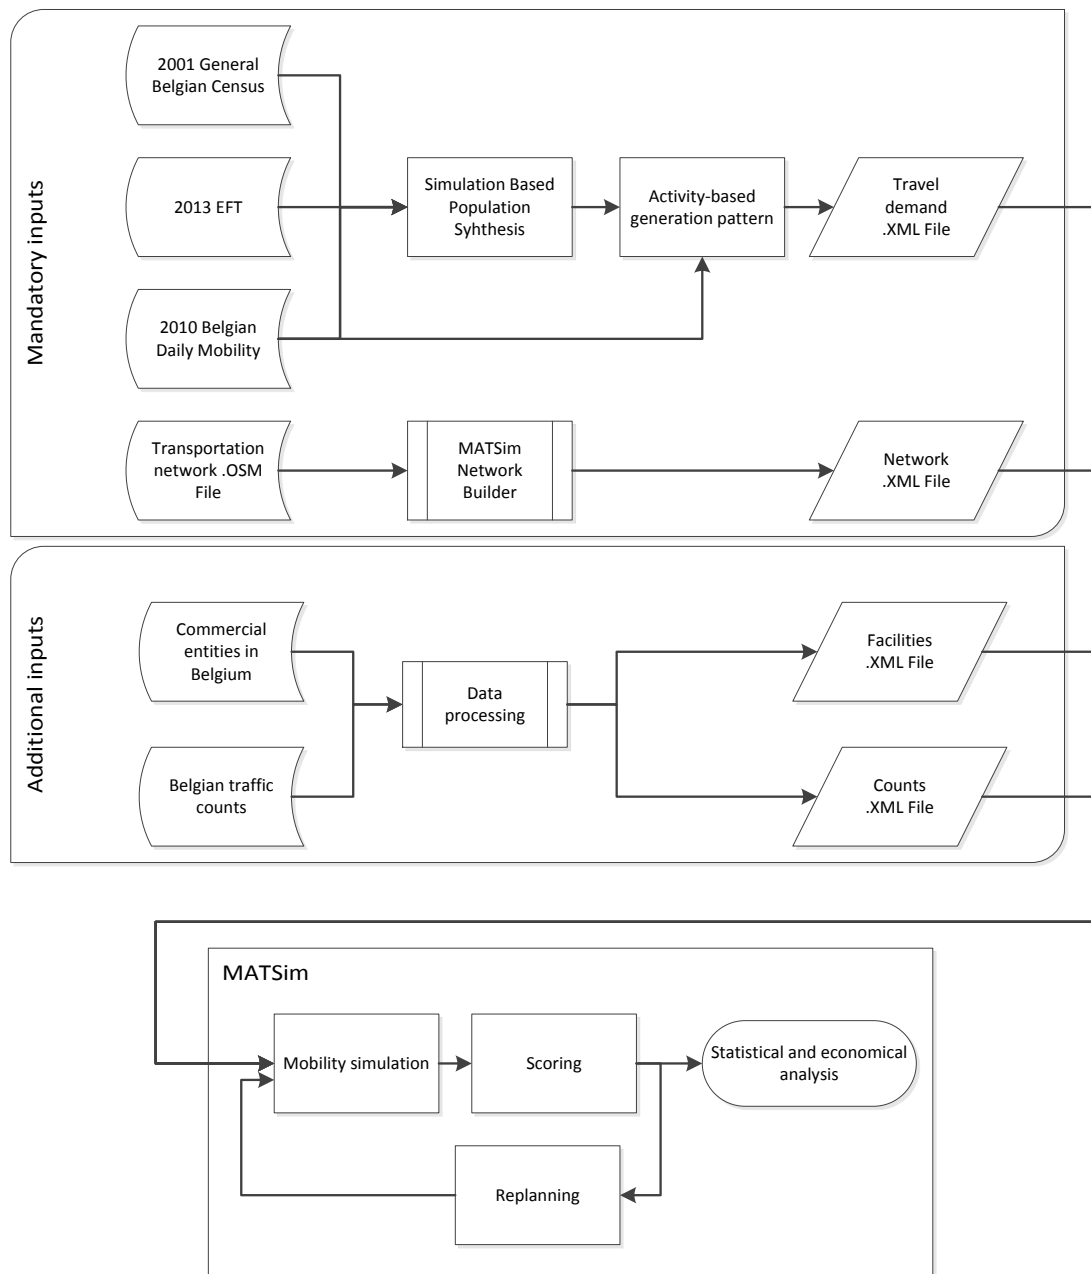 Mandatory inputs
2001 General
Belgian Census
2013 EFT
Simulation Based
Population
Syhthesis
Activity-based
generation pattern
Travel
demand
.XML File
2010 Belgian
Daily Mobility
Transportation
network .OSM
File
MATSim
Network
Builder
Network
.XML File
Additional inputs
Commercial
entities in
Belgium
Data
processing
Facilities
.XML File
Belgian traffic
counts
Counts
.XML File
MATSim
Mobility simulation
Scoring
Statistical and economical
analysis
Replanning